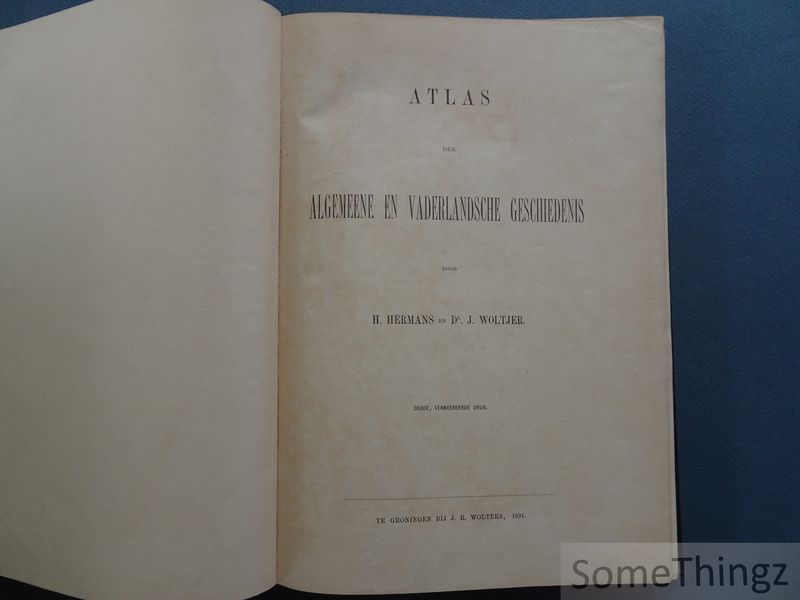 ATLAS
DER
ALGEMEENE EN VADERLANDSCHE GESCHIEDENIS
DOOR
H. HERMANS EN Dr. J. WOLTJER.
DERDE, VERMEERDERDE DRUK.
TE GRONINGEN BIJ J. B. WOLTERS, 1891.
SomeThingz